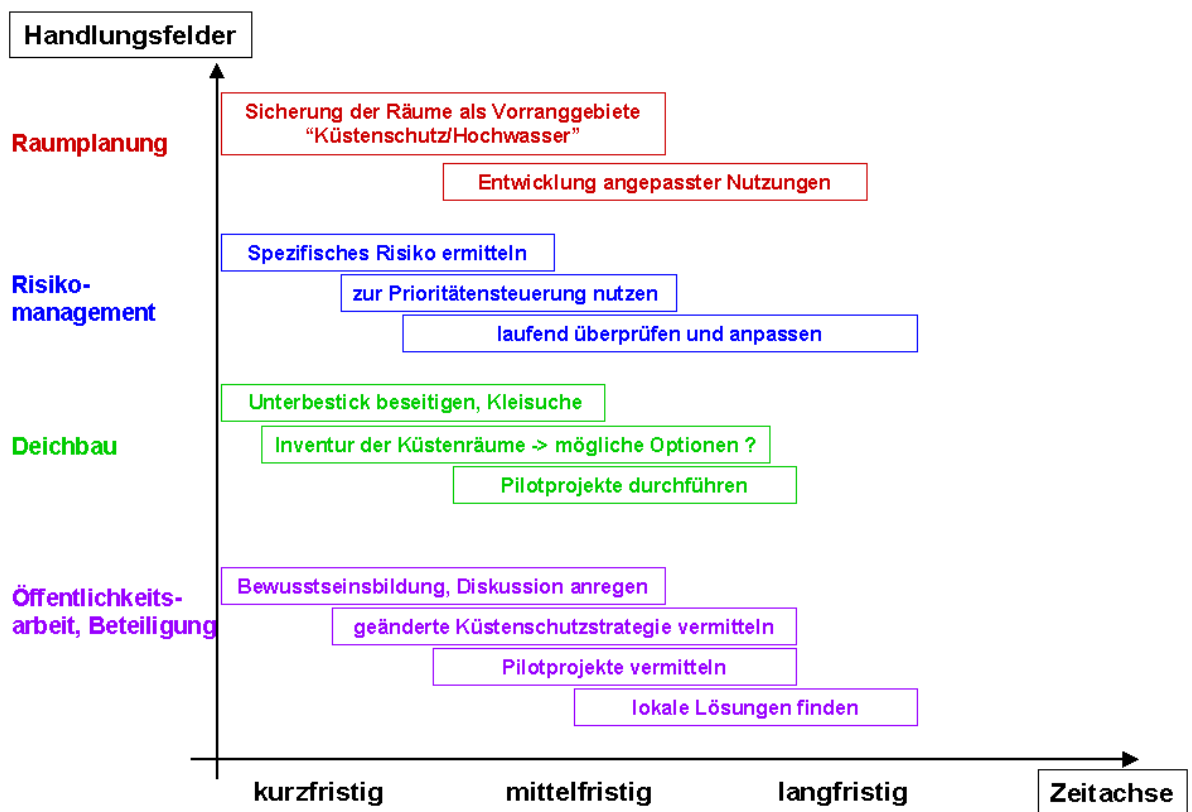 Handlungsfelder
Raumplanung
Sicherung der Räume als Vorranggebiete
“Küstenschutz/Hochwasser”
Entwicklung angepasster Nutzungen
Risiko-
management
Spezifisches Risiko ermitteln
zur Prioritätensteuerung nutzen
laufend überprüfen und anpassen
Deichbau
Unterbestick beseitigen, Kleisuche
Inventur der Küstenräume -> mögliche Optionen ?
Pilotprojekte durchführen
Öffentlichkeits-
arbeit, Beteiligung
Bewusstseinsbildung, Diskussion anregen
geänderte Küstenschutzstrategie vermitteln
Pilotprojekte vermitteln
lokale Lösungen finden
kurzfristig mittelfristig langfristig Zeitachse